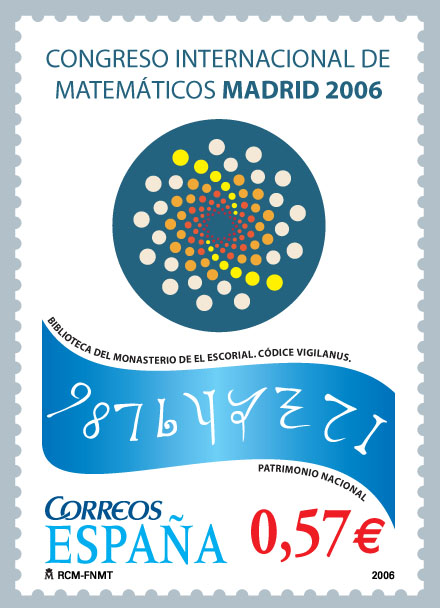 CONGRESO INTERNACIONAL DE
MATEMÁTICOS MADRID 2006
BIBLIOTECA DEL MONASTERIO DE EL ESCORIAL. CÓDICE VIGILANUS.
PATRIMONIO NACIONAL
CORREOS
ESPAÑA
0,57€
RCM-FNMT
2006